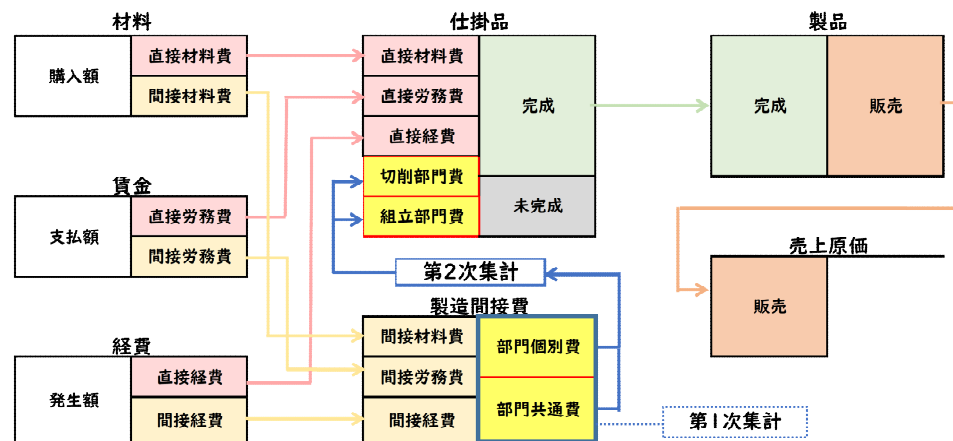 材料
購入額
直接材料費
間接材料費
賃金
支払額
直接労務費
間接労務費
経費
発生額
直接経費
間接経費
仕掛品
直接材料費
直接労務費
直接経費
切削部門費
組立部門費
完成
未完成
第2次集計
製造間接費
間接材料費
間接労務費
間接経費
部門個別費
部門共通費
第1次集計
製品
完成
販売
売上原価
販売